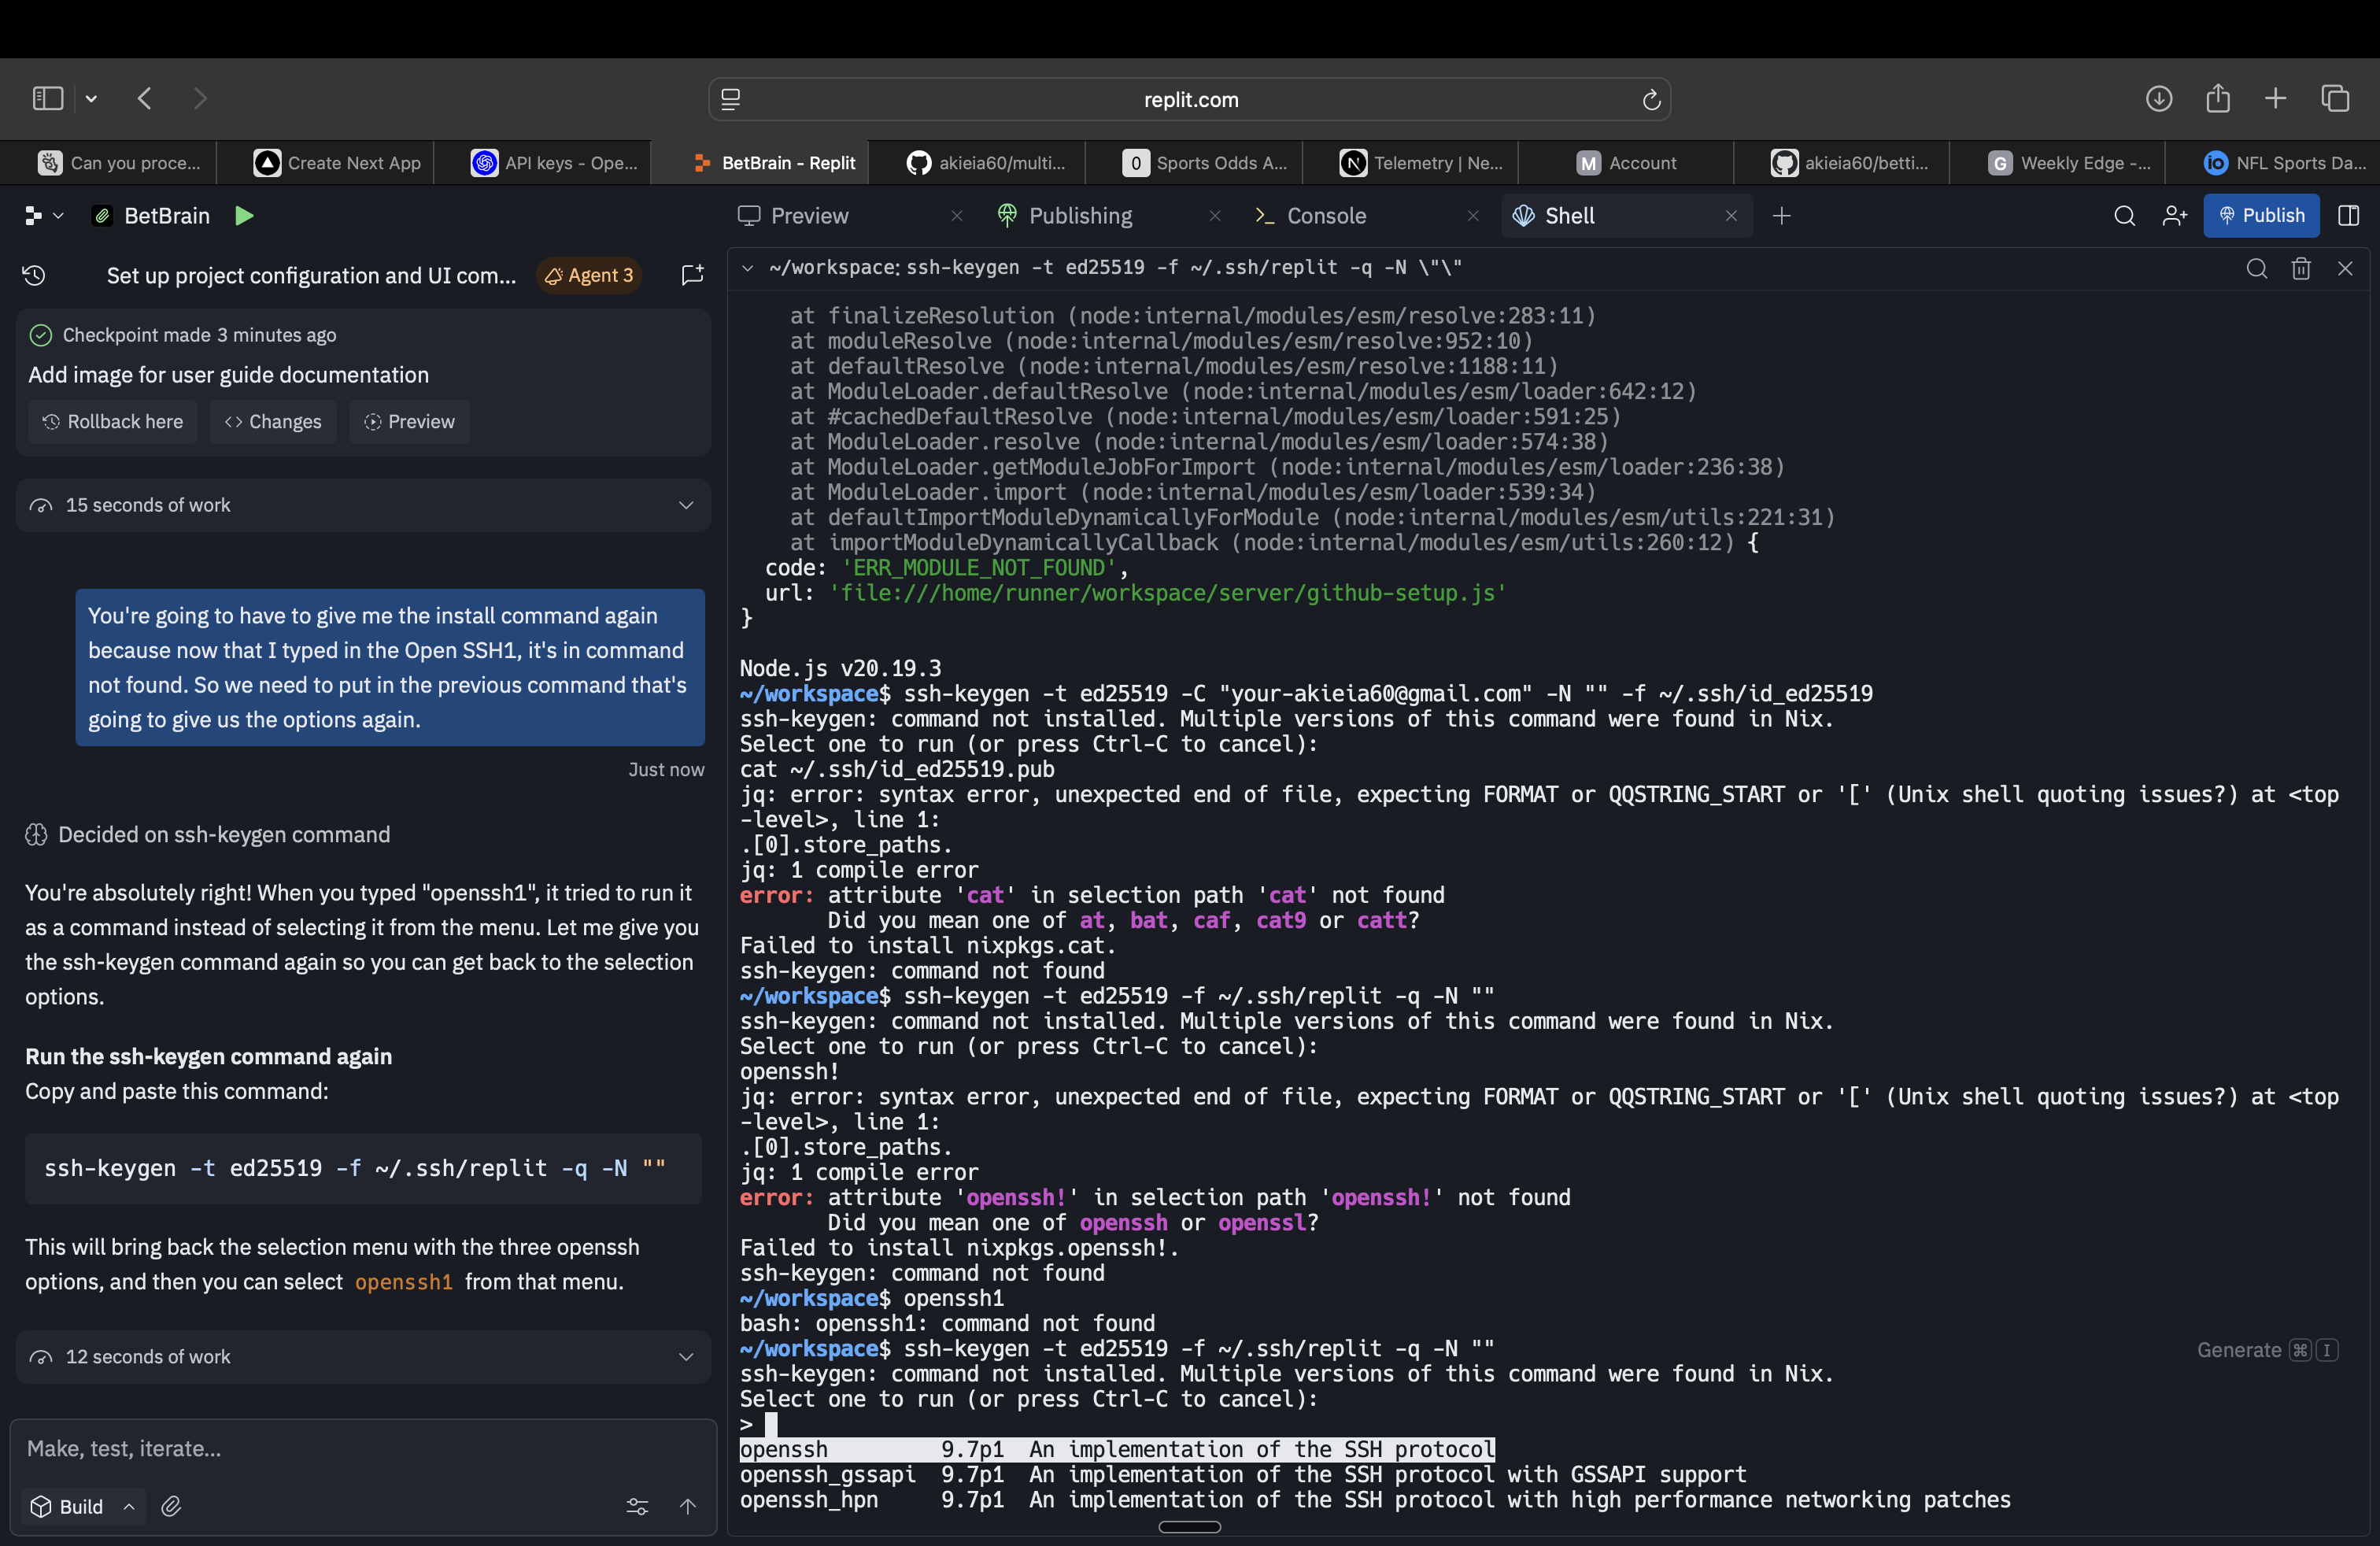 replit.com
Can you proce...
Create Next App
API keys - Ope...
BetBrain - Replit
akieia60/multi...
Sports Odds A...
Telemetry | Ne...
M Account
akieia60/betti...
G Weekly Edge -...
io NFL Sports Da...
BetBrain
Preview
Publishing
Console
Shell
Publish
Set up project configuration and UI com...
Agent 3
Checkpoint made 3 minutes ago
Add image for user guide documentation
Rollback here
Changes
Preview
15 seconds of work
You're going to have to give me the install command again
because now that I typed in the Open SSH1, it's in command
not found. So we need to put in the previous command that's
going to give us the options again.
Just now
Decided on ssh-keygen command
You're absolutely right! When you typed "openssh1", it tried to run it
as a command instead of selecting it from the menu. Let me give you
the ssh-keygen command again so you can get back to the selection
options.
Run the ssh-keygen command again
Copy and paste this command:
ssh-keygen -t ed25519 -f ~/.ssh/replit -q -N ""
This will bring back the selection menu with the three openssh
options, and then you can select openssh1 from that menu.
12 seconds of work
Make, test, iterate...
Build
~/workspace: ssh-keygen -t ed25519 -f ~/.ssh/replit -q -N \"\"
at finalizeResolution (node:internal/modules/esm/resolve:283:11)
at moduleResolve (node:internal/modules/esm/resolve:952:10)
at defaultResolve (node:internal/modules/esm/resolve:1188:11)
at ModuleLoader.defaultResolve (node:internal/modules/esm/loader:642:12)
at #cachedDefaultResolve (node:internal/modules/esm/loader:591:25)
at ModuleLoader.resolve (node:internal/modules/esm/loader:574:38)
at ModuleLoader.getModuleJobForImport (node:internal/modules/esm/loader:236:38)
at ModuleLoader.import (node:internal/modules/esm/loader:539:34)
at defaultImportModuleDynamicallyForModule (node:internal/modules/esm/utils:221:31)
at importModuleDynamicallyCallback (node:internal/modules/esm/utils:260:12) {
code: 'ERR_MODULE_NOT_FOUND',
url: 'file:///home/runner/workspace/server/github-setup.js'
}
Node.js v20.19.3
~/workspace$ ssh-keygen -t ed25519 -C "your-akieia60@gmail.com" -N "" -f ~/.ssh/id_ed25519
ssh-keygen: command not installed. Multiple versions of this command were found in Nix.
Select one to run (or press Ctrl-C to cancel):
cat ~/.ssh/id_ed25519.pub
jq: error: syntax error, unexpected end of file, expecting FORMAT or QQSTRING_START or '[' (Unix shell quoting issues?) at <top
-level>, line 1:
.[0].store_paths.
jq: 1 compile error
error: attribute 'cat' in selection path 'cat' not found
Did you mean one of at, bat, caf, cat9 or catt?
Failed to install nixpkgs.cat.
ssh-keygen: command not found
~/workspace$ ssh-keygen -t ed25519 -f ~/.ssh/replit -q -N ""
ssh-keygen: command not installed. Multiple versions of this command were found in Nix.
Select one to run (or press Ctrl-C to cancel):
openssh!
jq: error: syntax error, unexpected end of file, expecting FORMAT or QQSTRING_START or '[' (Unix shell quoting issues?) at <top
-level>, line 1:
.[0].store_paths.
jq: 1 compile error
error: attribute 'openssh!' in selection path 'openssh!' not found
Did you mean one of openssh or openssl?
Failed to install nixpkgs.openssh!.
ssh-keygen: command not found
~/workspace$ openssh1
bash: openssh1: command not found
~/workspace$ ssh-keygen -t ed25519 -f ~/.ssh/replit -q -N ""
Generate ⌘ I
ssh-keygen: command not installed. Multiple versions of this command were found in Nix.
Select one to run (or press Ctrl-C to cancel):
>
openssh 9.7p1 An implementation of the SSH protocol
openssh_gssapi 9.7p1 An implementation of the SSH protocol with GSSAPI support
openssh_hpn 9.7p1 An implementation of the SSH protocol with high performance networking patches